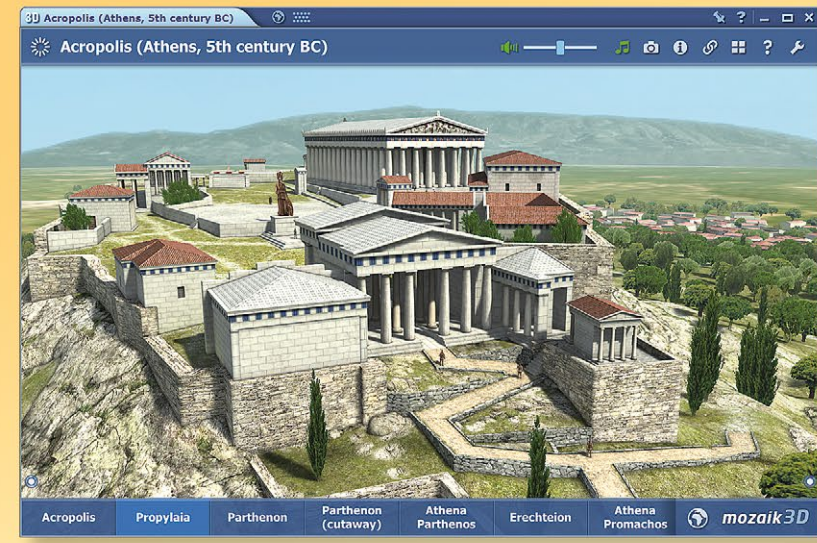 3D Acropolis (Athens, 5th century BC)
Acropolis (Athens, 5th century BC)
Acropolis
Propylaia
Parthenon
Parthenon
(cutaway)
Athena
Parthenos
Erechteion
Athena
Promachos
mozaik3D